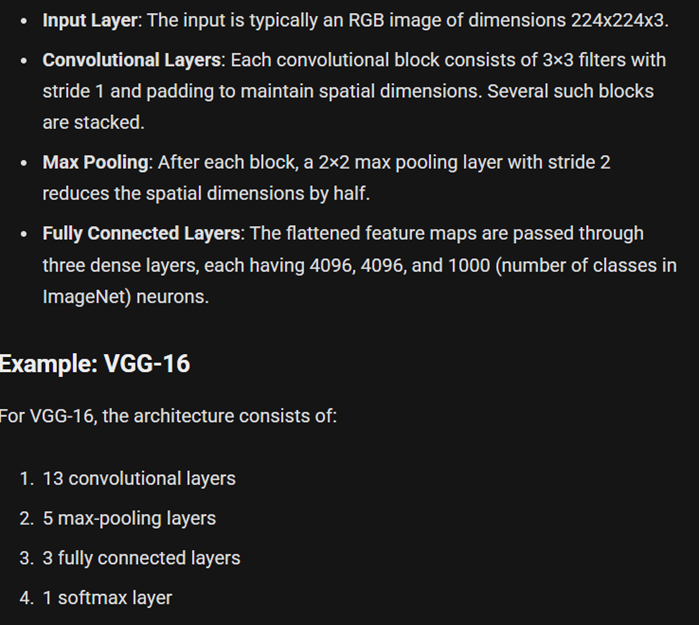 • Input Layer: The input is typically an RGB image of dimensions 224x224x3.
• Convolutional Layers: Each convolutional block consists of 3×3 filters with
stride 1 and padding to maintain spatial dimensions. Several such blocks
are stacked.
• Max Pooling: After each block, a 2×2 max pooling layer with stride 2
reduces the spatial dimensions by half.
• Fully Connected Layers: The flattened feature maps are passed through
three dense layers, each having 4096, 4096, and 1000 (number of classes in
ImageNet) neurons.
Example: VGG-16
For VGG-16, the architecture consists of:
1. 13 convolutional layers
2. 5 max-pooling layers
3. 3 fully connected layers
4. 1 softmax layer